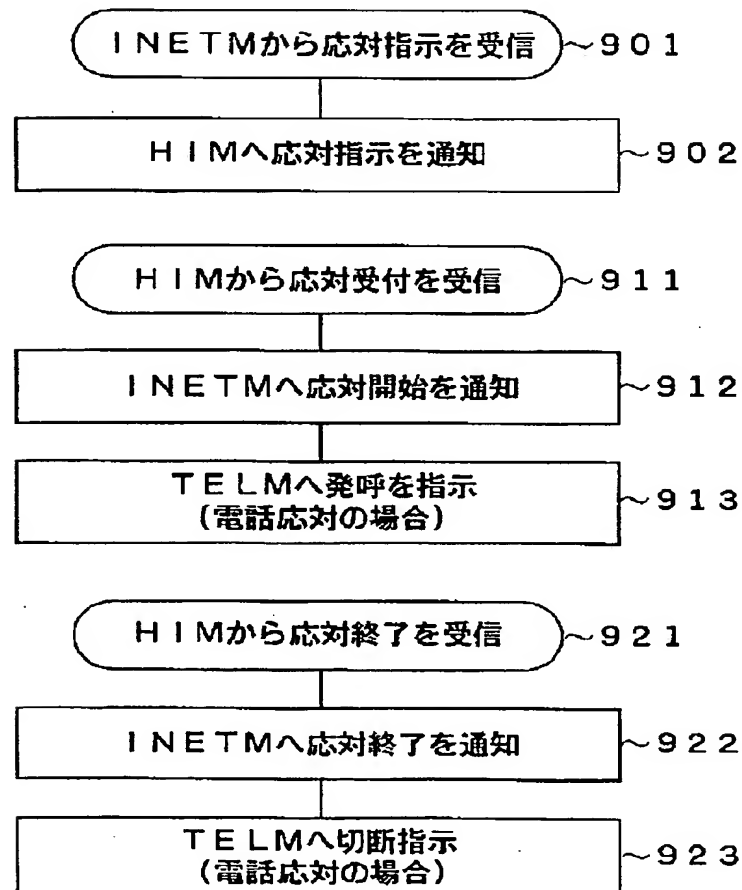 INETMから応対指示を受信 ～901
HIMへ応対指示を通知 ～902
HIMから応対受付を受信 ～911
INETMへ応対開始を通知 ～912
TELMへ発呼を指示
(電話応対の場合) ～913
HIMから応対終了を受信 ～921
INETMへ応対終了を通知 ～922
TELMへ切断指示
(電話応対の場合) ～923